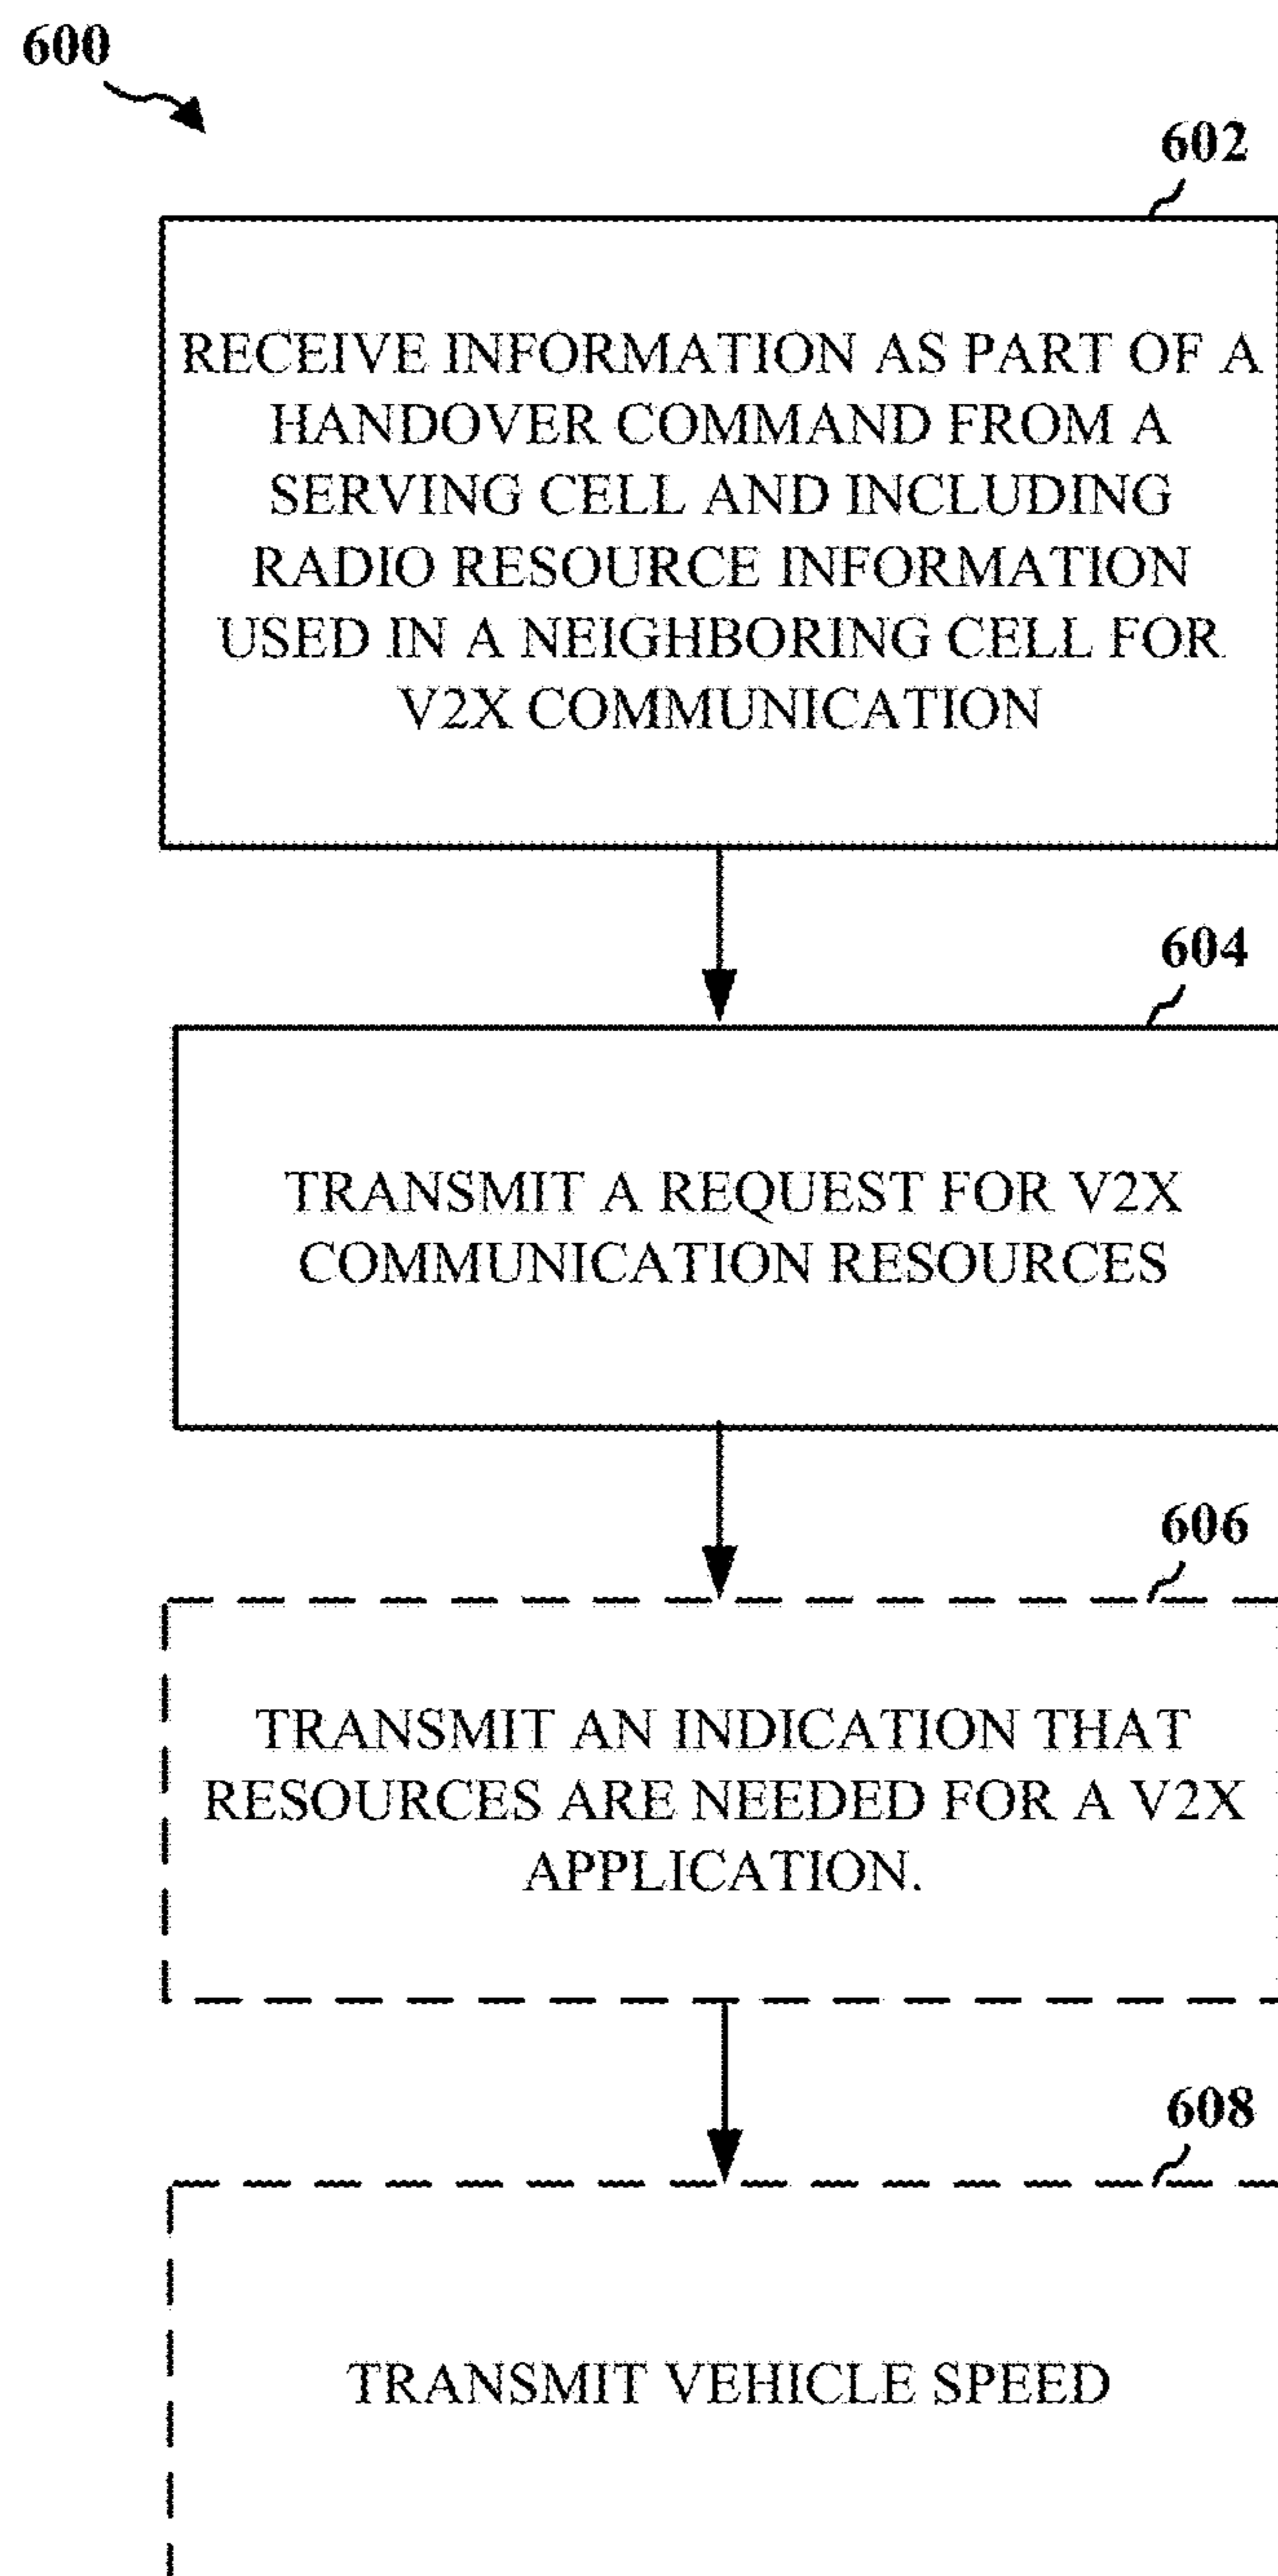 600
602
RECEIVE INFORMATION AS PART OF A
HANDOVER COMMAND FROM A
SERVING CELL AND INCLUDING
RADIO RESOURCE INFORMATION
USED IN A NEIGHBORING CELL FOR
V2X COMMUNICATION
604
TRANSMIT A REQUEST FOR V2X
COMMUNICATION RESOURCES
606
TRANSMIT AN INDICATION THAT
RESOURCES ARE NEEDED FOR A V2X
APPLICATION.
608
TRANSMIT VEHICLE SPEED